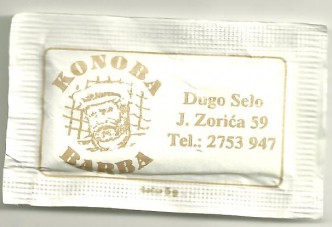 KONOBA
BARBA
Dugo Selo
J. Zorića 59
Tel.: 2753 947